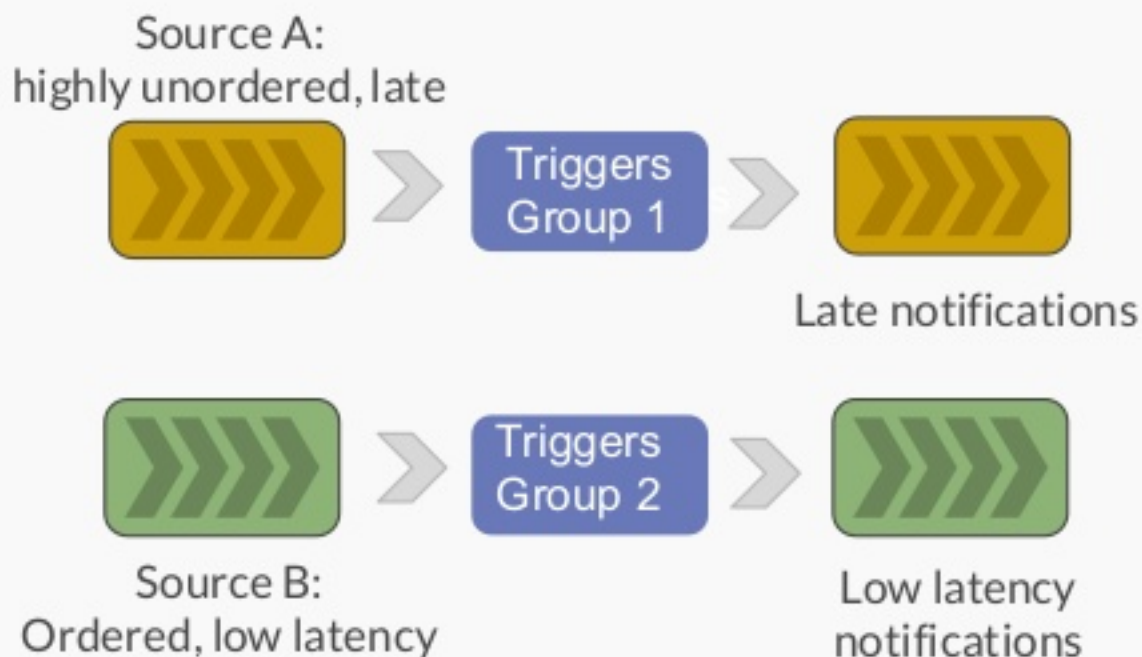 Source A:
highly unordered, late
Triggers
Group 1
Late notifications
Triggers
Group 2
Source B:
Ordered, low latency
Low latency
notifications